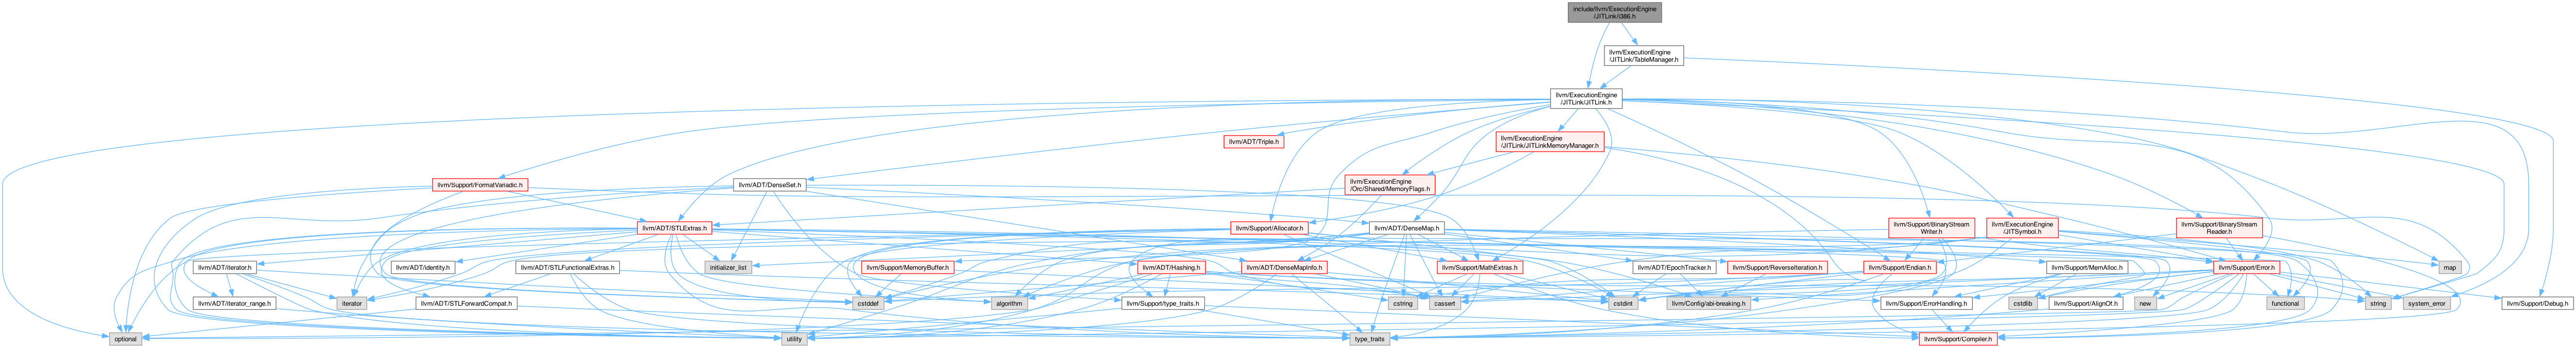 include/llvm/ExecutionEngine
/JITLink/i386.h
llvm/ExecutionEngine
/JITLink/TableManager.h
llvm/ExecutionEngine
/JITLink/JITLink.h
llvm/ADT/Triple.h
llvm/ExecutionEngine
/JITLink/JITLinkMemoryManager.h
llvm/Support/FormatVariadic.h
llvm/ADT/DenseSet.h
llvm/ExecutionEngine
/Orc/Shared/MemoryFlags.h
llvm/ADT/STLExtras.h
llvm/Support/Allocator.h
llvm/ADT/DenseMap.h
llvm/Support/BinaryStream
Writer.h
llvm/ExecutionEngine
/JITSymbol.h
llvm/Support/BinaryStream
Reader.h
llvm/ADT/iterator.h
llvm/ADT/identity.h
llvm/ADT/STLFunctionalExtras.h
initializer_list
llvm/Support/MemoryBuffer.h
llvm/ADT/Hashing.h
llvm/ADT/DenseMapInfo.h
llvm/Support/MathExtras.h
llvm/ADT/EpochTracker.h
llvm/Support/ReverseIteration.h
llvm/Support/Endian.h
llvm/Support/MemAlloc.h
llvm/Support/Error.h
map
llvm/ADT/iterator_range.h
iterator
llvm/ADT/STLForwardCompat.h
cstddef
algorithm
llvm/Support/type_traits.h
cstring
cassert
cstdint
llvm/Config/abi-breaking.h
llvm/Support/ErrorHandling.h
cstdlib
llvm/Support/AlignOf.h
new
functional
string
system_error
llvm/Support/Debug.h
optional
utility
type_traits
llvm/Support/Compiler.h